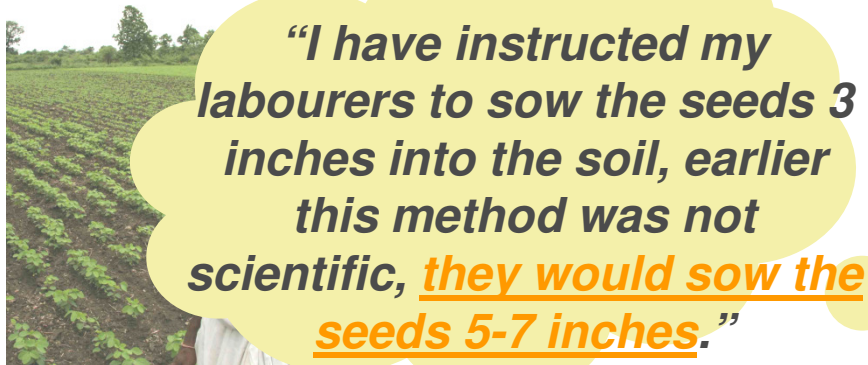 “I have instructed my
labourers to sow the seeds 3
inches into the soil, earlier
this method was not
scientific, they would sow the
seeds 5-7 inches.”